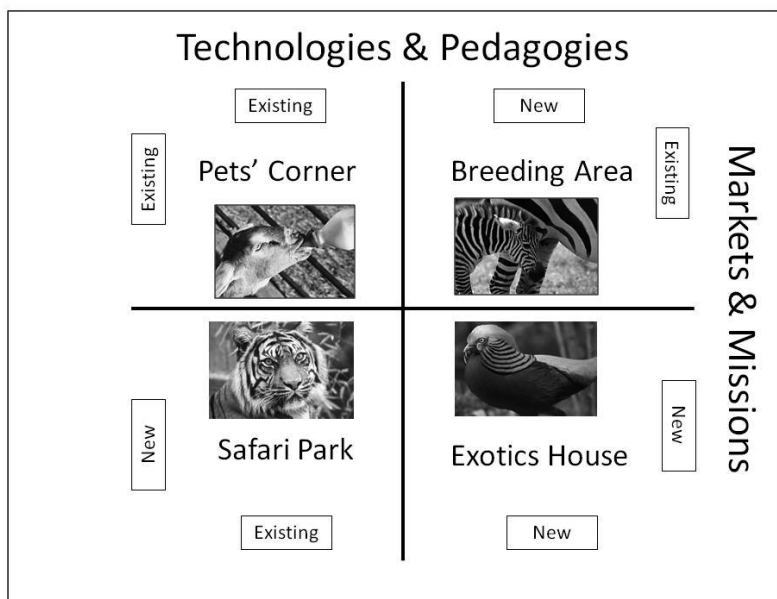 Technologies & Pedagogies
Existing
New
Existing
Pets’ Corner
Breeding Area
Existing
Markets & Missions
New
Safari Park
Exotics House
New
Existing
New